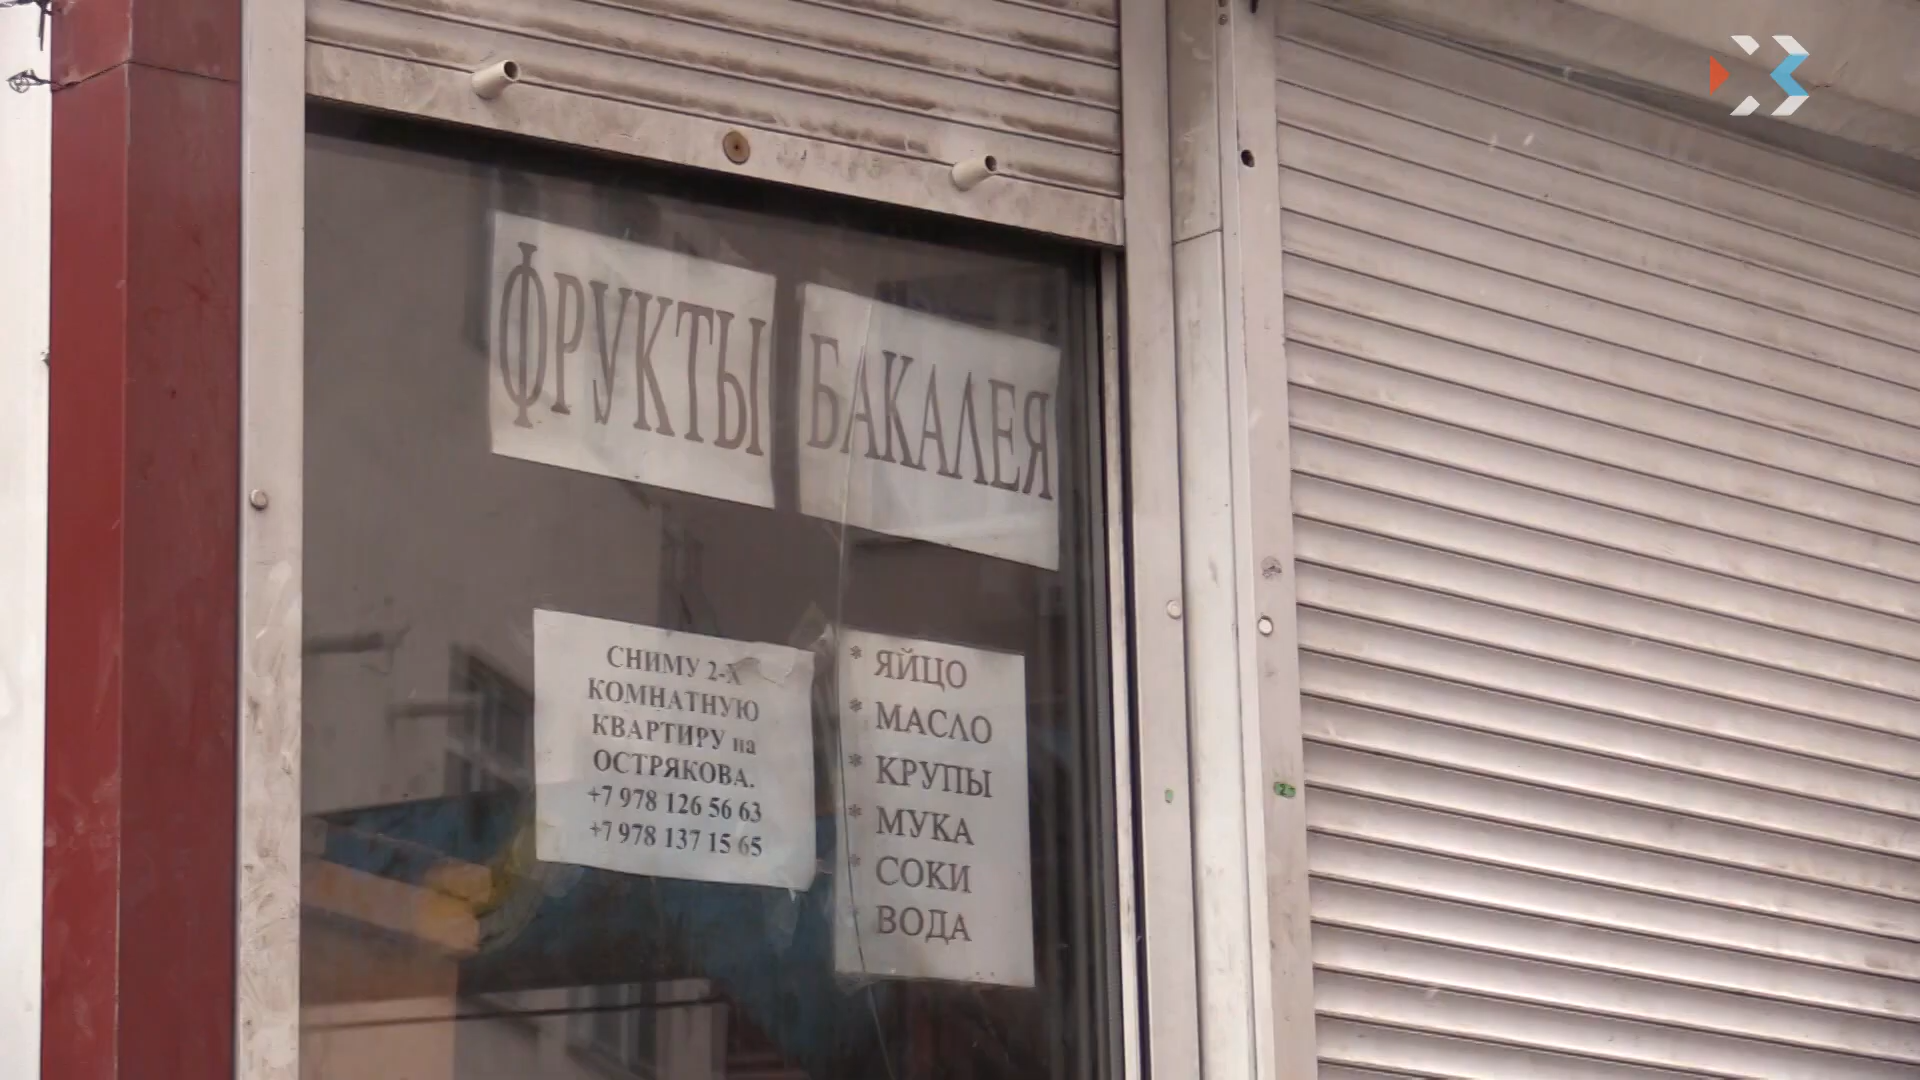 ФРУКТЫ
БАКАЛЕЯ
СНИМУ 2-Х
КОМНАТНУЮ
КВАРТИРУ на
ОСТРЯКОВА.
+7 978 126 56 63
+7 978 137 15 65
* ЯЙЦО
* МАСЛО
* КРУПЫ
* МУКА
* СОКИ
ВОДА
2